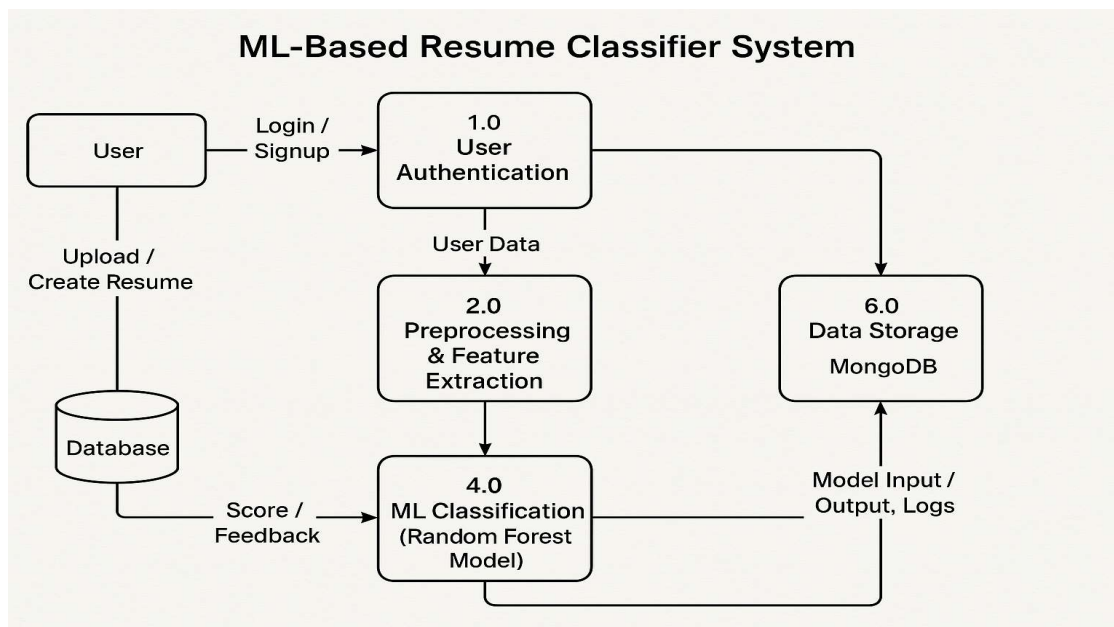 ML-Based Resume Classifier System
User
Login /
Signup
1.0
User
Authentication
Upload /
Create Resume
User Data
2.0
Preprocessing
& Feature
Extraction
6.0
Data Storage
MongoDB
Database
Score /
Feedback
4.0
ML Classification
(Random Forest
Model)
Model Input /
Output, Logs